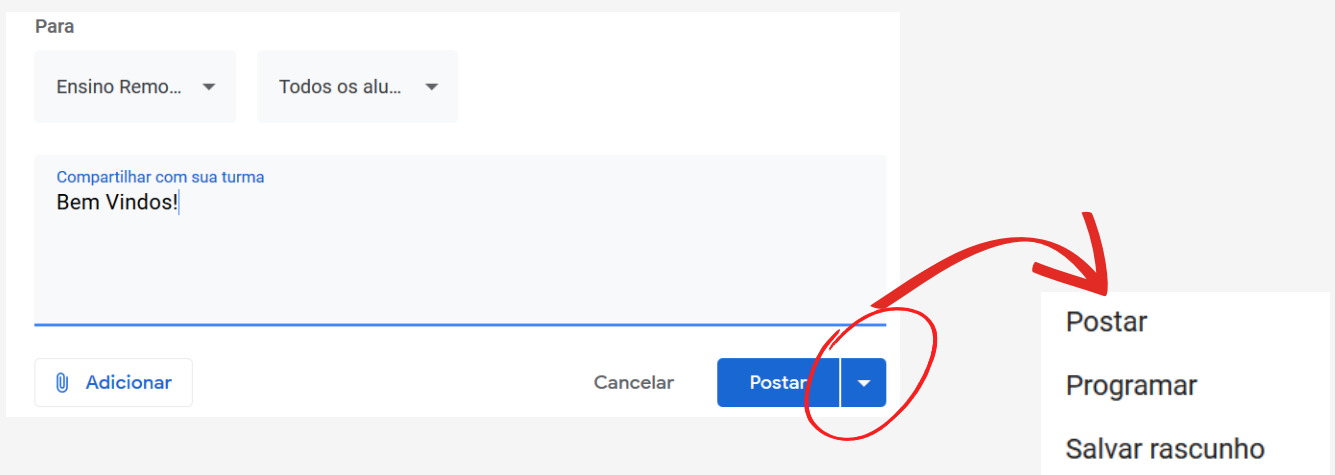 Para
Ensino Remo... Todos os alu...
Compartilhar com sua turma
Bem Vindos!
Adicionar Cancelar Postar
Postar
Programar
Salvar rascunho